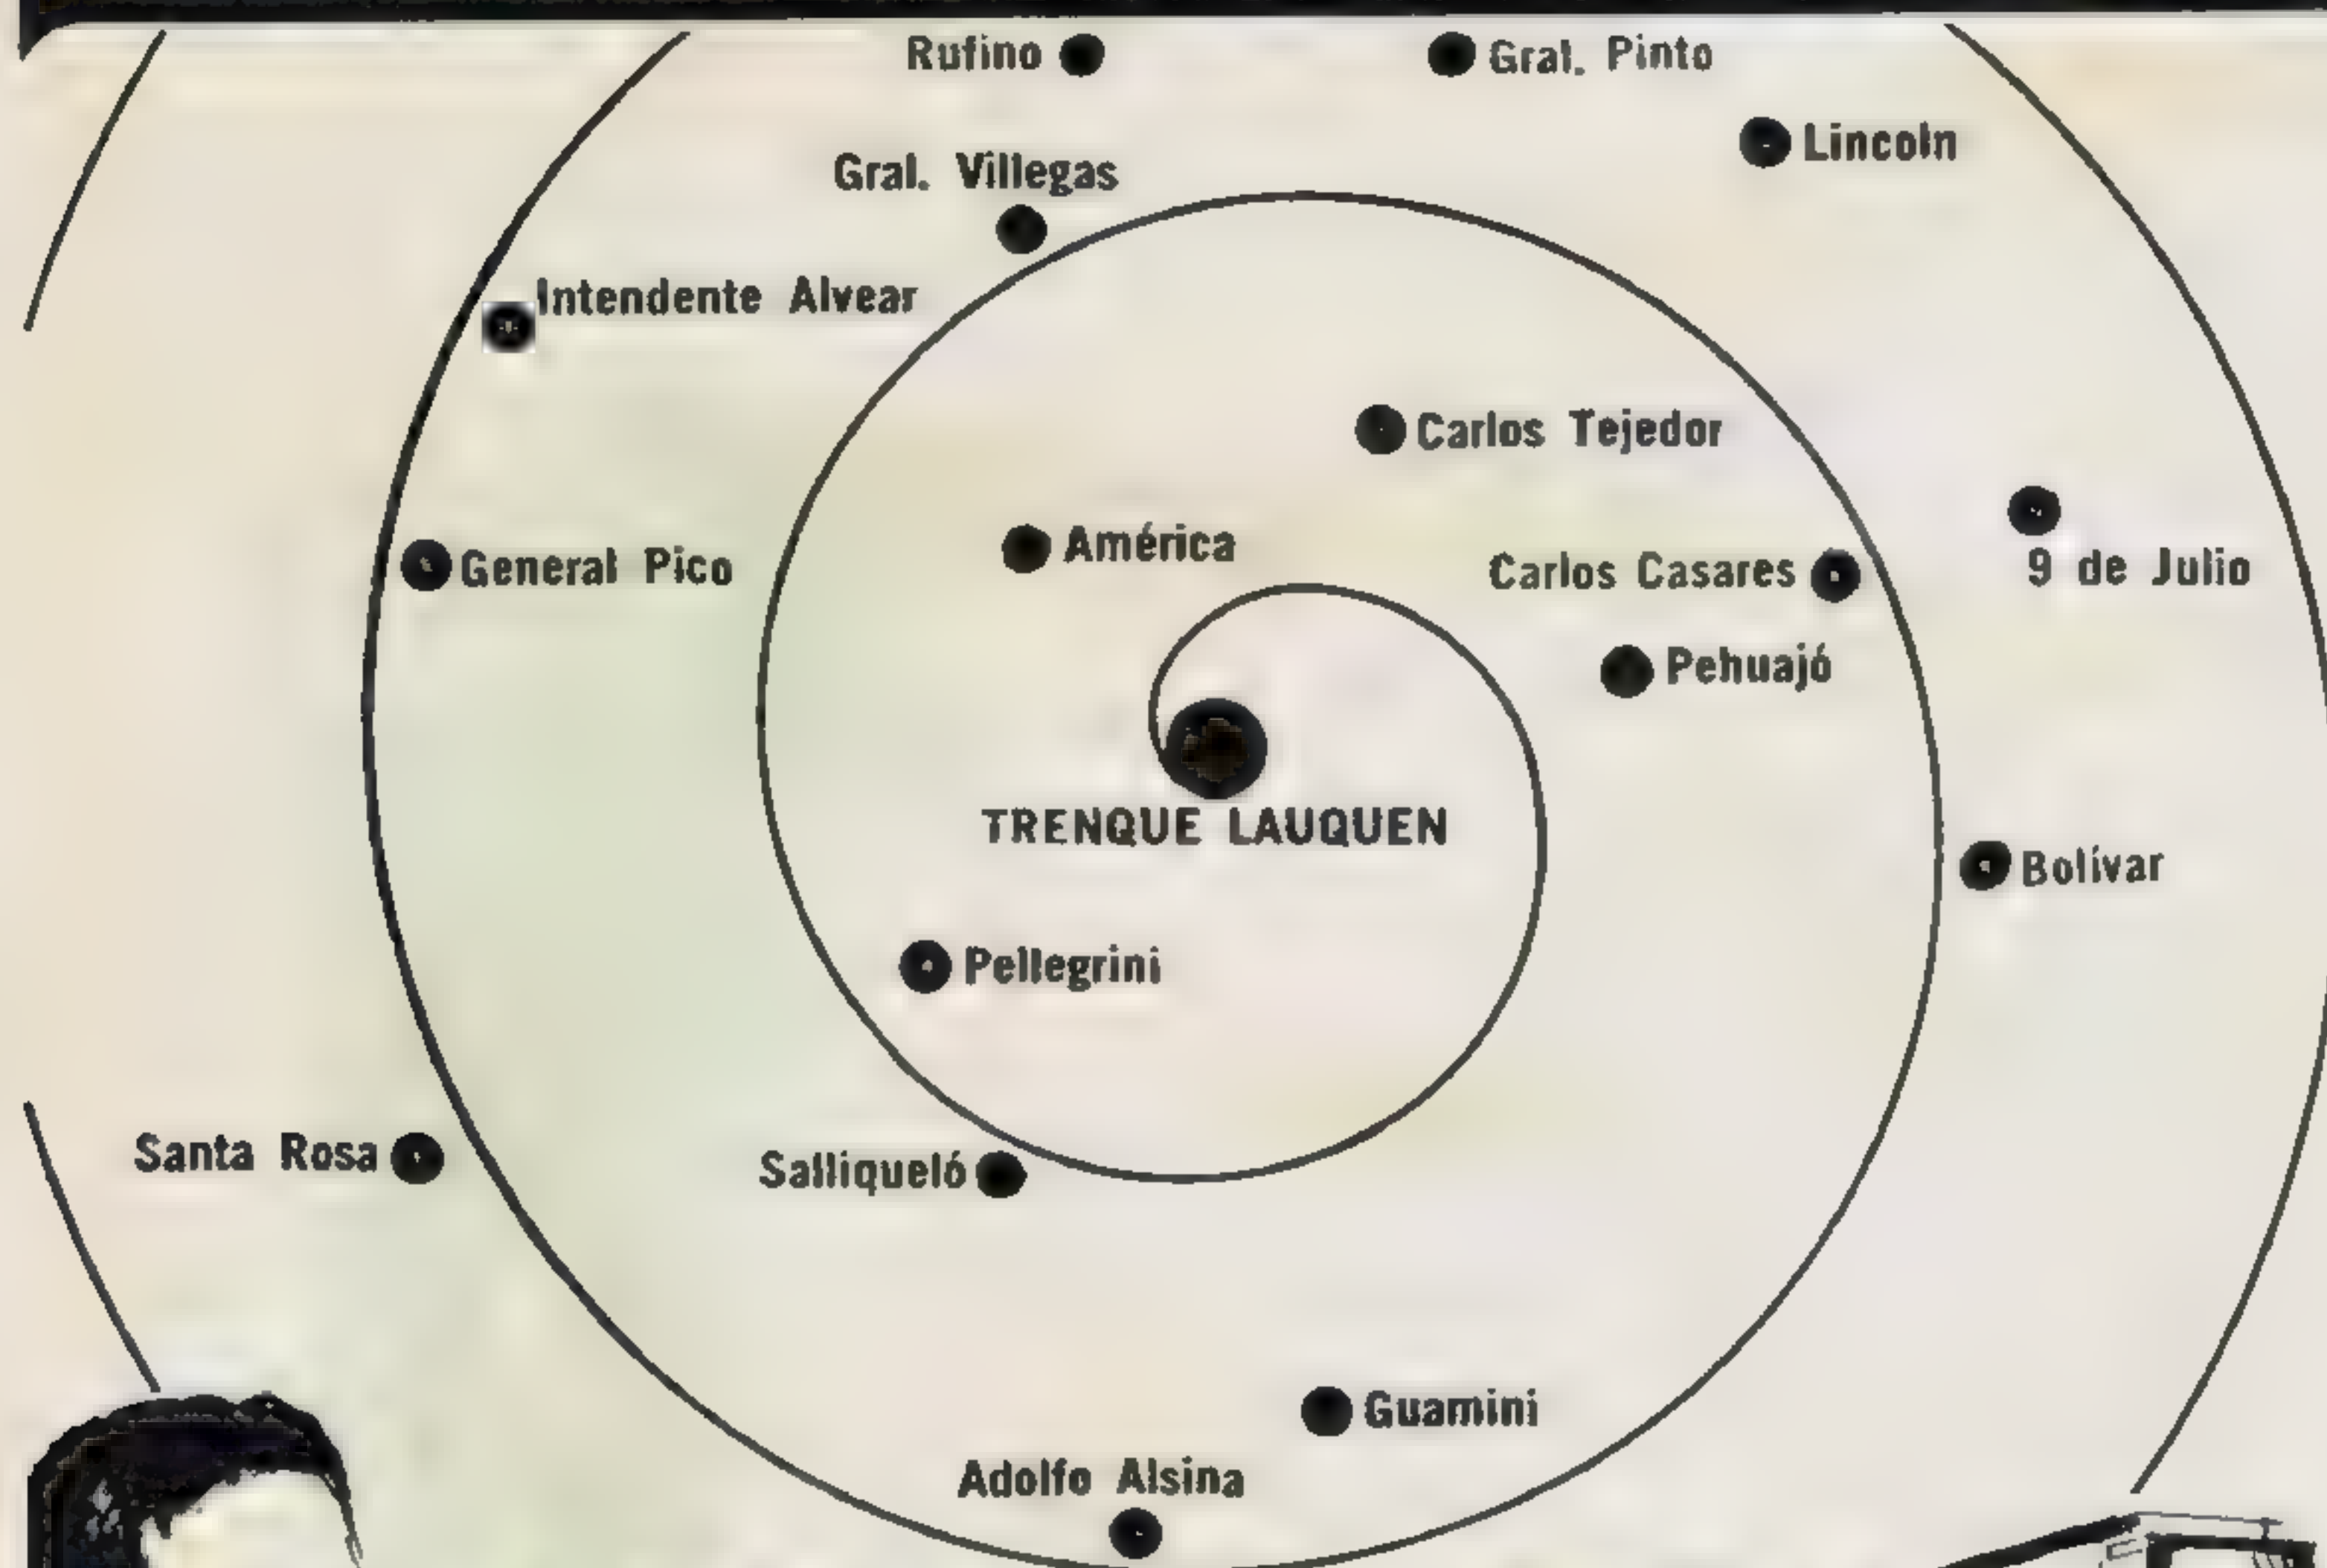 Rufino
Gral. Pinto
Lincoln
Gral. Villegas
Intendente Alvear
Carlos Tejedor
América
General Pico
Carlos Casares
9 de Julio
Pehuajó
TRENQUE LAUQUEN
Bolívar
Pellegrini
Santa Rosa
Salliqueló
Guamini
Adolfo Alsina